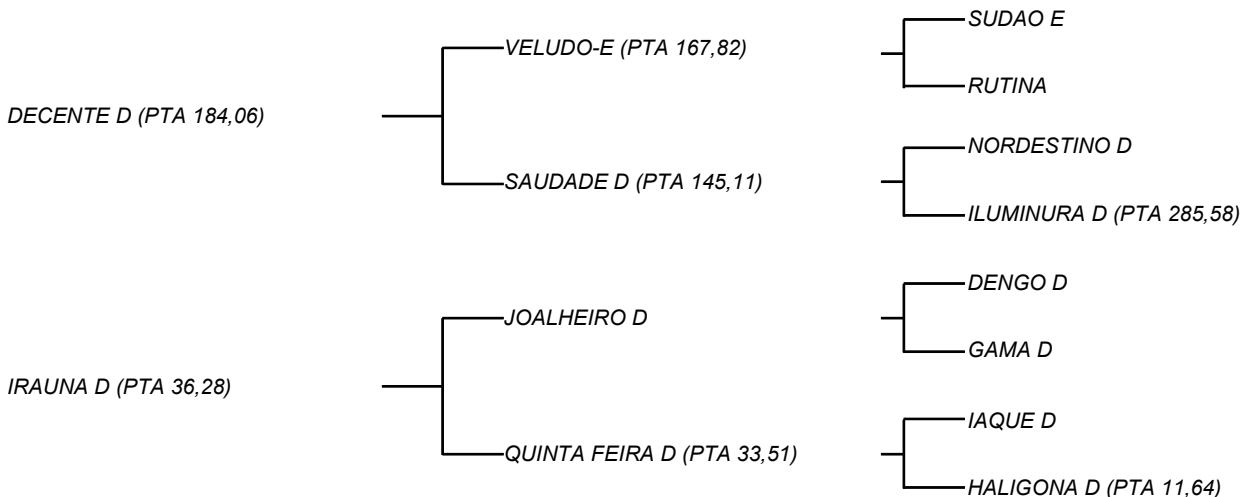 SUDAO E
VELUDO-E (PTA 167,82)
RUTINA
DECENTE D (PTA 184,06)
NORDESTINO D
SAUDADE D (PTA 145,11)
ILUMINURA D (PTA 285,58)
DENGO D
JOALHEIRO D
GAMA D
IRAUNA D (PTA 36,28)
IAQUE D
QUINTA FEIRA D (PTA 33,51)
HALIGONA D (PTA 11,64)